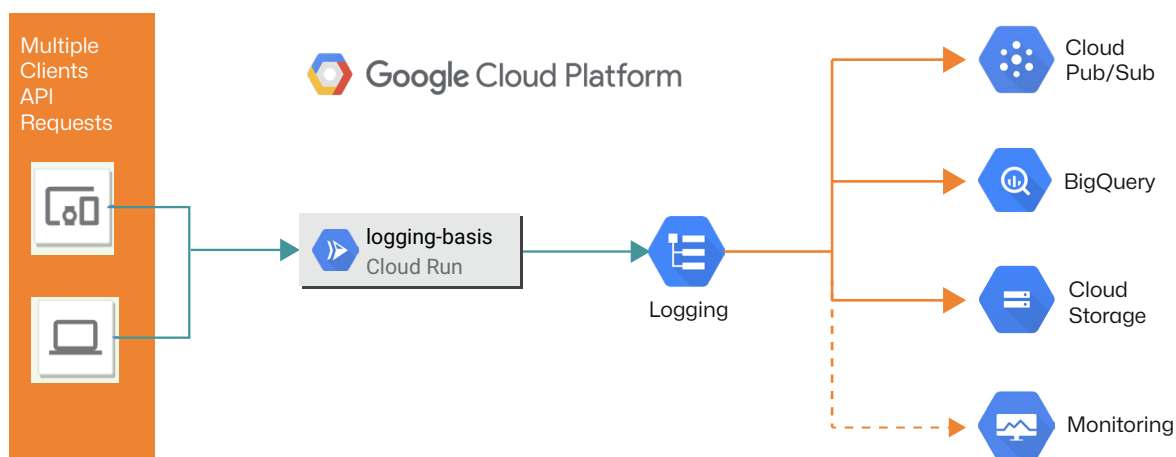 Multiple
Clients
API
Requests
Google Cloud Platform
logging-basis
Cloud Run
Logging
Cloud
Pub/Sub
BigQuery
Cloud
Storage
Monitoring